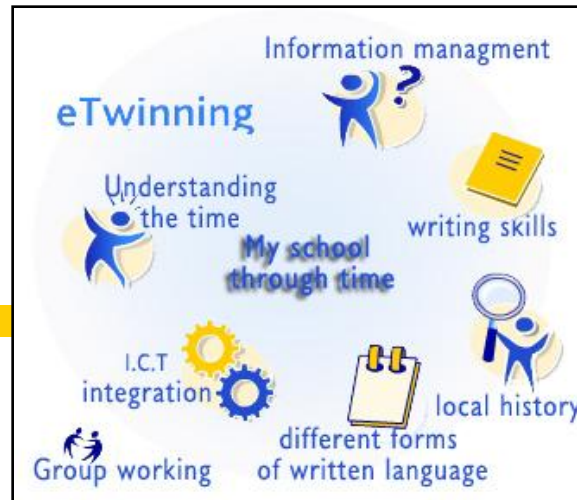 Information managment
eTwinning
Understanding
the time
writing skills
My school
through time
I.C.T
integration
local history
different forms
of written language
Group working